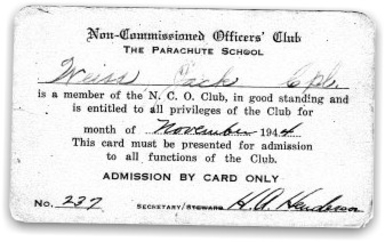 Non-Commissioned Officers' Club
THE PARACHUTE SCHOOL
Weiss Jack Cpl.
is a member of the N. C. O. Club, in good standing and
is entitled to all privileges of the Club for
month of November 1944
This card must be presented for admission
to all functions of the Club.
ADMISSION BY CARD ONLY
No. 237 SECRETARY/STEWARD H. A. Henderson